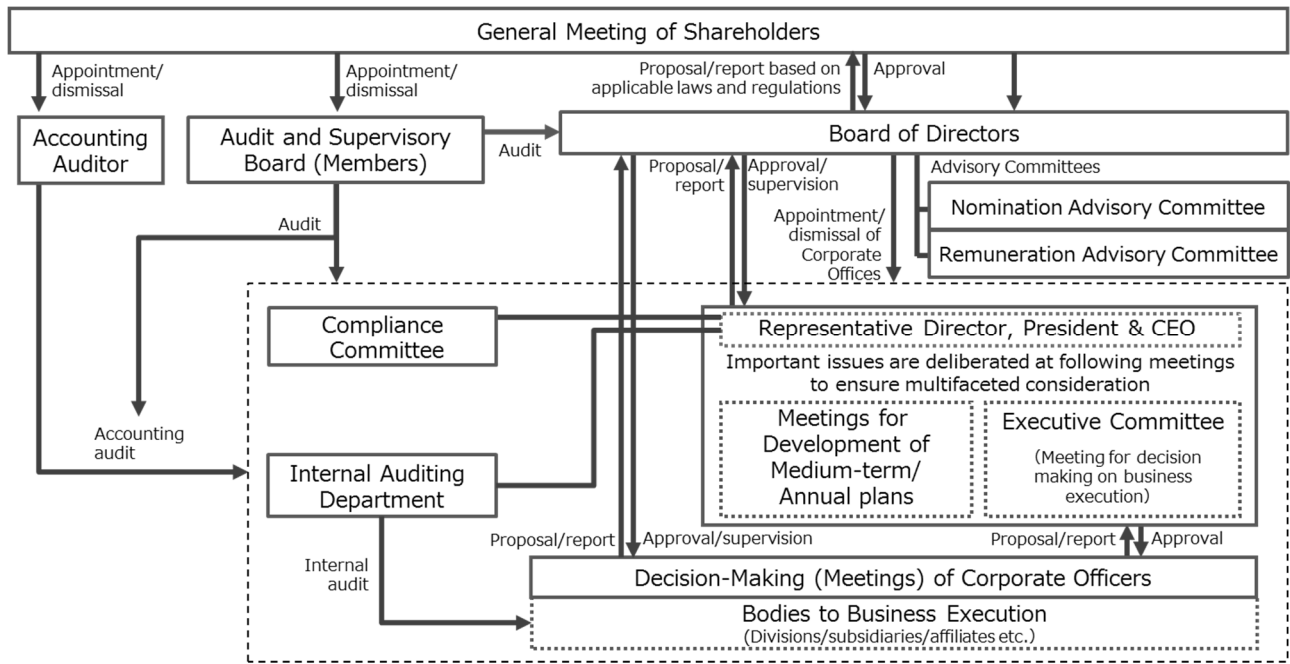 General Meeting of Shareholders
Appointment/
dismissal
Appointment/
dismissal
Proposal/report based on
applicable laws and regulations
Approval
Accounting
Auditor
Audit and Supervisory
Board (Members)
Audit
Board of Directors
Proposal/
report
Approval/
supervision
Advisory Committees
Nomination Advisory Committee
Remuneration Advisory Committee
Appointment/
dismissal of
Corporate
Offices
Audit
Compliance
Committee
Representative Director, President & CEO
Important issues are deliberated at following meetings
to ensure multifaceted consideration
Meetings for
Development of
Medium-term/
Annual plans
Executive Committee
(Meeting for decision
making on business
execution)
Accounting
audit
Internal Auditing
Department
Proposal/report
Approval/supervision
Proposal/report
Approval
Internal
audit
Decision-Making (Meetings) of Corporate Officers
Bodies to Business Execution
(Divisions/subsidiaries/affiliates etc.)